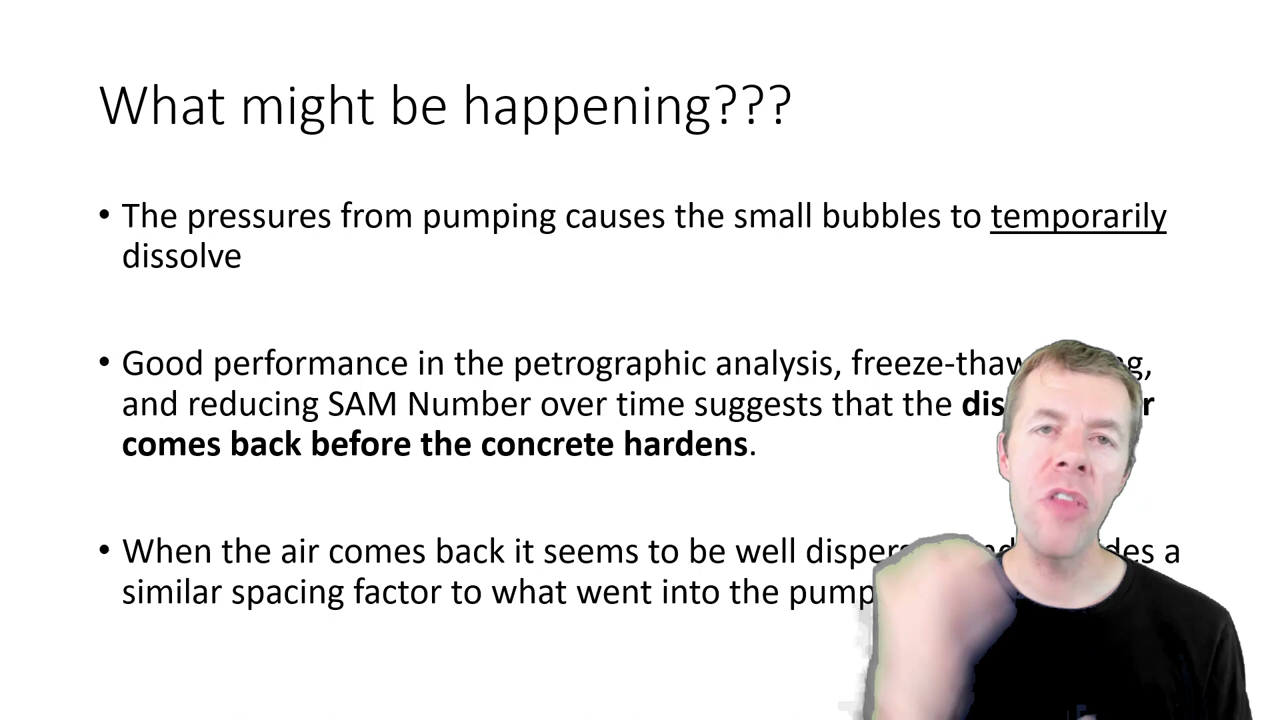 What might be happening???
• The pressures from pumping causes the small bubbles to temporarily
dissolve
• Good performance in the petrographic analysis, freeze-thaw
and reducing SAM Number over time suggests that the
comes back before the concrete hardens.
• When the air comes back it seems to be well a
similar spacing factor to what went into the pump